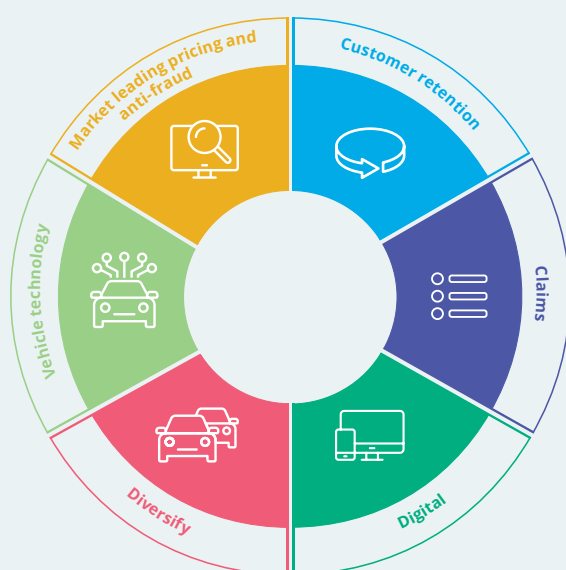 Market leading pricing and
anti-fraud
Customer retention
Claims
Digital
Diversify
Vehicle technology